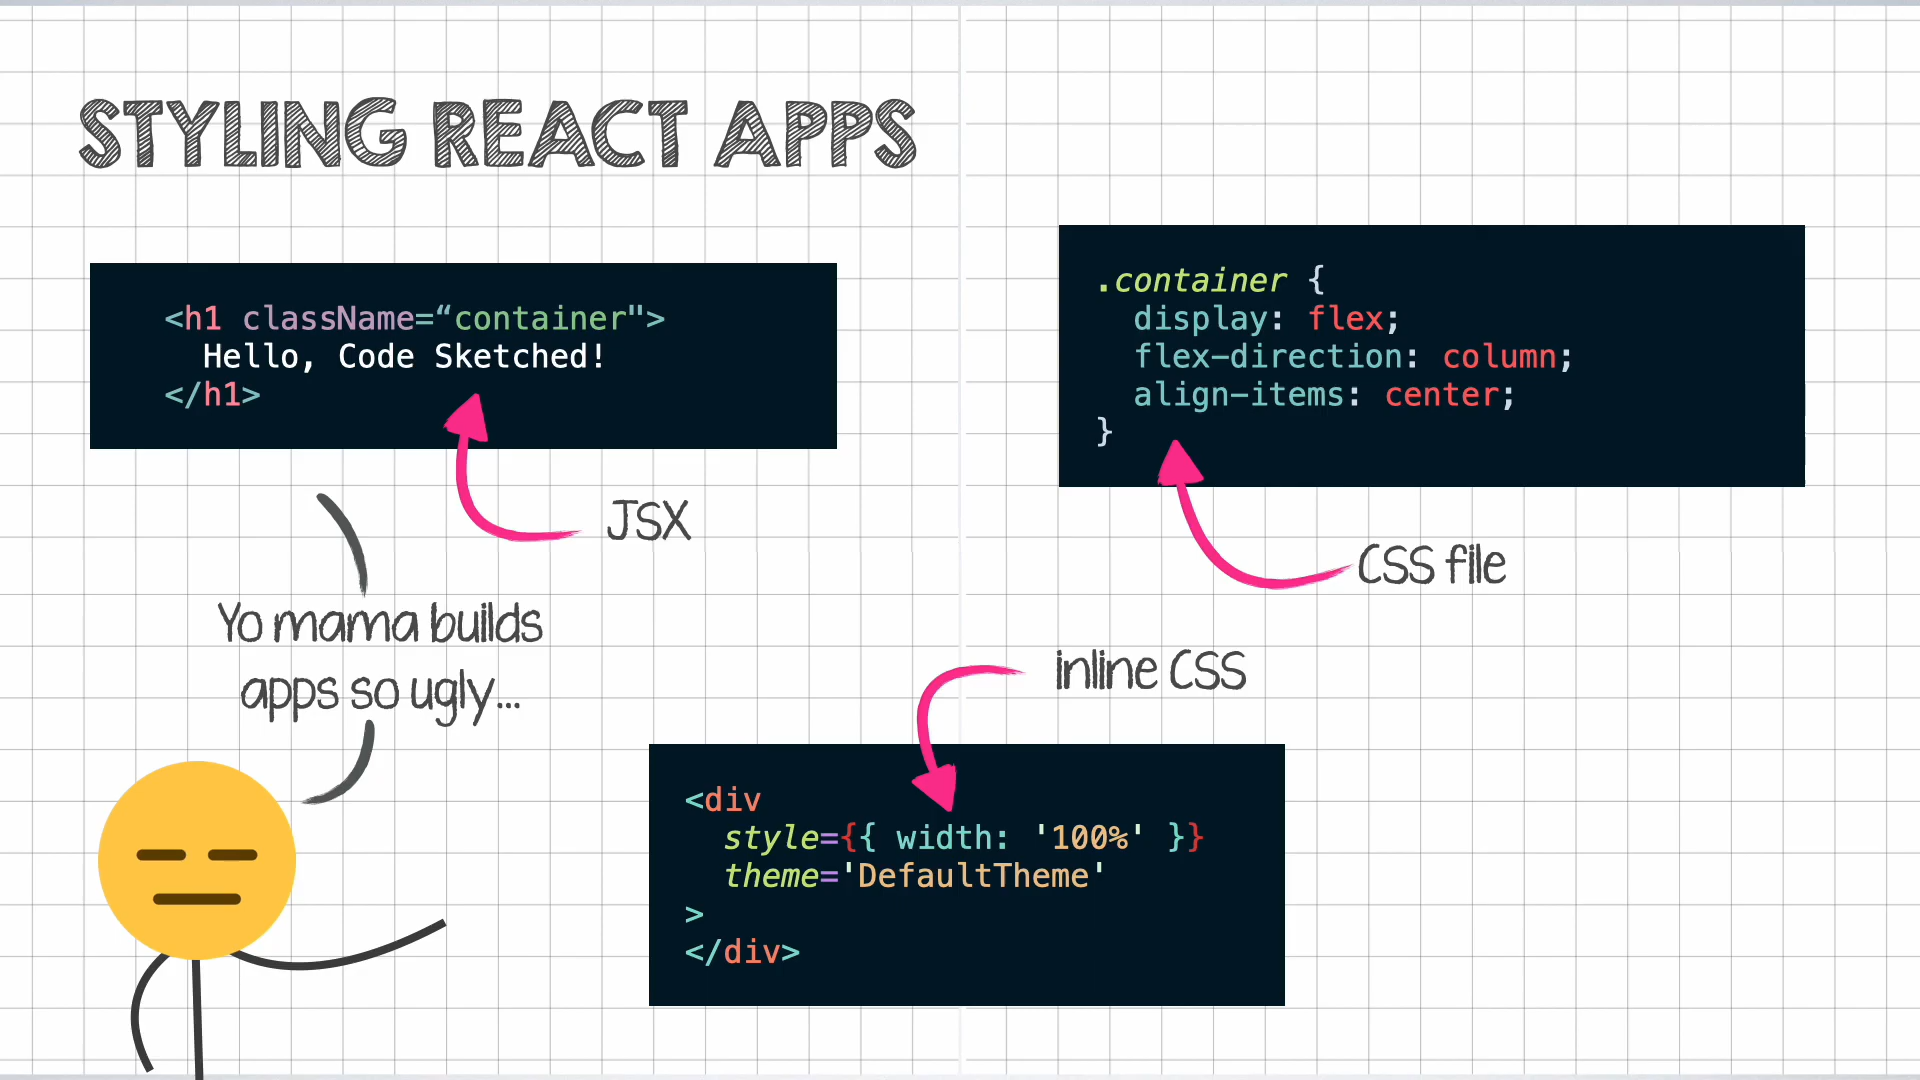 STYLING REACT APPS
<h1 className=“container">
Hello, Code Sketched!
</h1>
JSX
.container {
display: flex;
flex-direction: column;
align-items: center;
}
CSS file
Yo mama builds
apps so ugly...
inline CSS
<div
style={{ width: '100%' }}
theme='DefaultTheme'
>
</div>